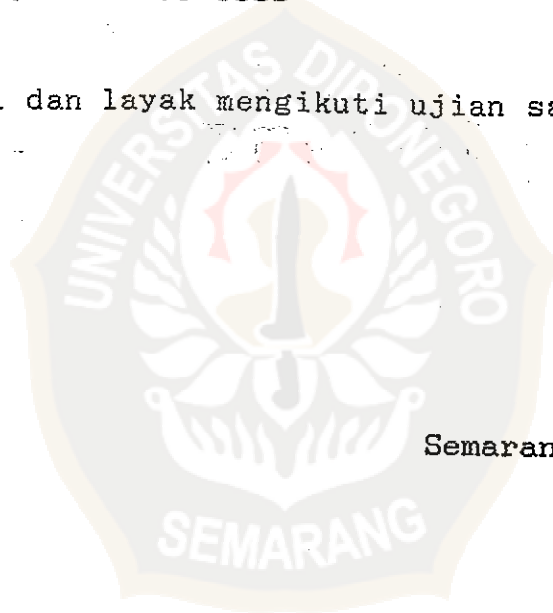 . dan layak mengikuti ujian sa
UNIVERSITAS DIPONEGORO
Semaran
SEMARANG